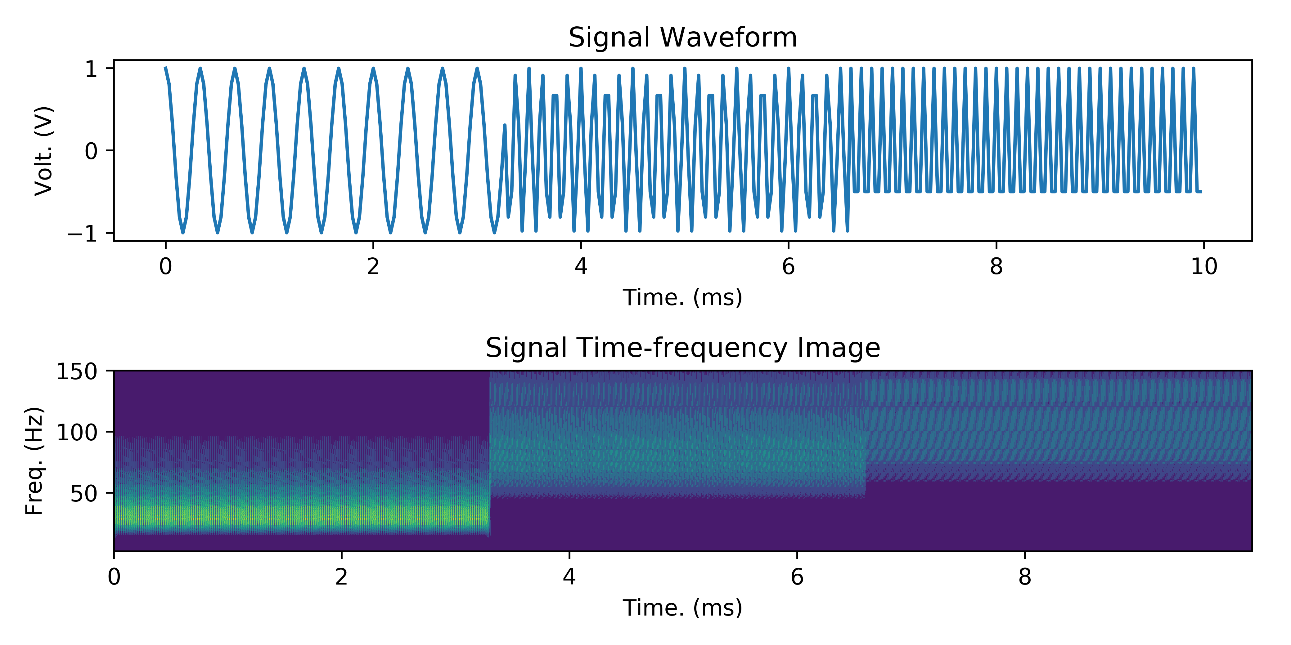 Signal Waveform
1
0
−1
Volt. (V)
0 2 4 6 8 10
Time. (ms)
Signal Time-frequency Image
150
100
50
Freq. (Hz)
0 2 4 6 8
Time. (ms)